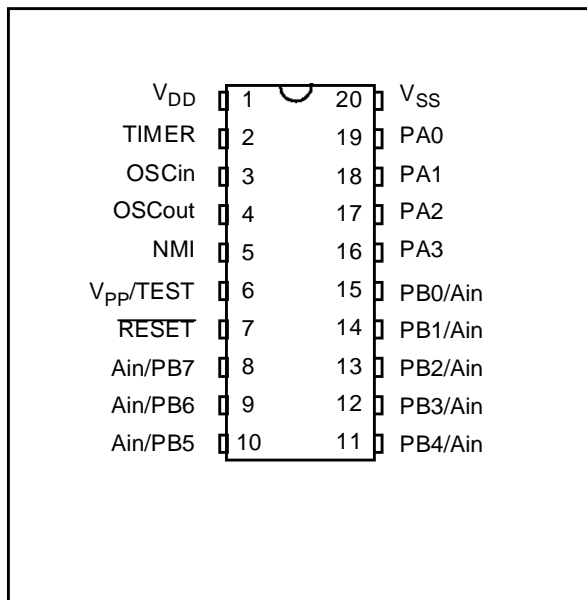 VDD 1 20 VSS
TIMER 2 19 PA0
OSCin 3 18 PA1
OSCout 4 17 PA2
NMI 5 16 PA3
VPP/TEST 6 15 PB0/Ain
RESET 7 14 PB1/Ain
Ain/PB7 8 13 PB2/Ain
Ain/PB6 9 12 PB3/Ain
Ain/PB5 10 11 PB4/Ain